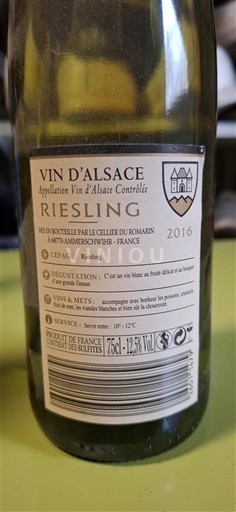 VIN D'ALSACE
Appellation Vin d'Alsace Contrôlée
RIESLING
MIS EN BOUTEILLE PAR LE CELLIER DU ROMARIN
A 68770 AMMERSCHWIHR - FRANCE
2016
CEPAGE : Riesling
VINIOU
DÉGUSTATION : C'est un vin blanc au fruité délicat et au bouquet
d'une grande finesse.
VINS & METS : accompagne avec bonheur les poissons, crustacés,
fruit de mer, les viandes blanches et bien sûr la choucroute.
SERVICE : Servir entre : 10° - 12°C
PRODUIT DE FRANCE
CONTIENT DES SULFITES
75cl - 12,5% Vol.